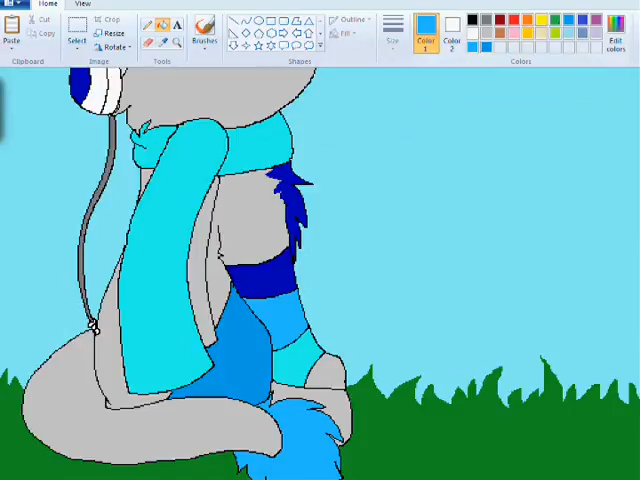 Home View
Cut
Copy
Paste
Clipboard
Select
Crop
Resize
Rotate
Image
A
Tools
Brushes
Outline
Fill
Shapes
Size
Color 1
Color 2
Colors
Edit colors